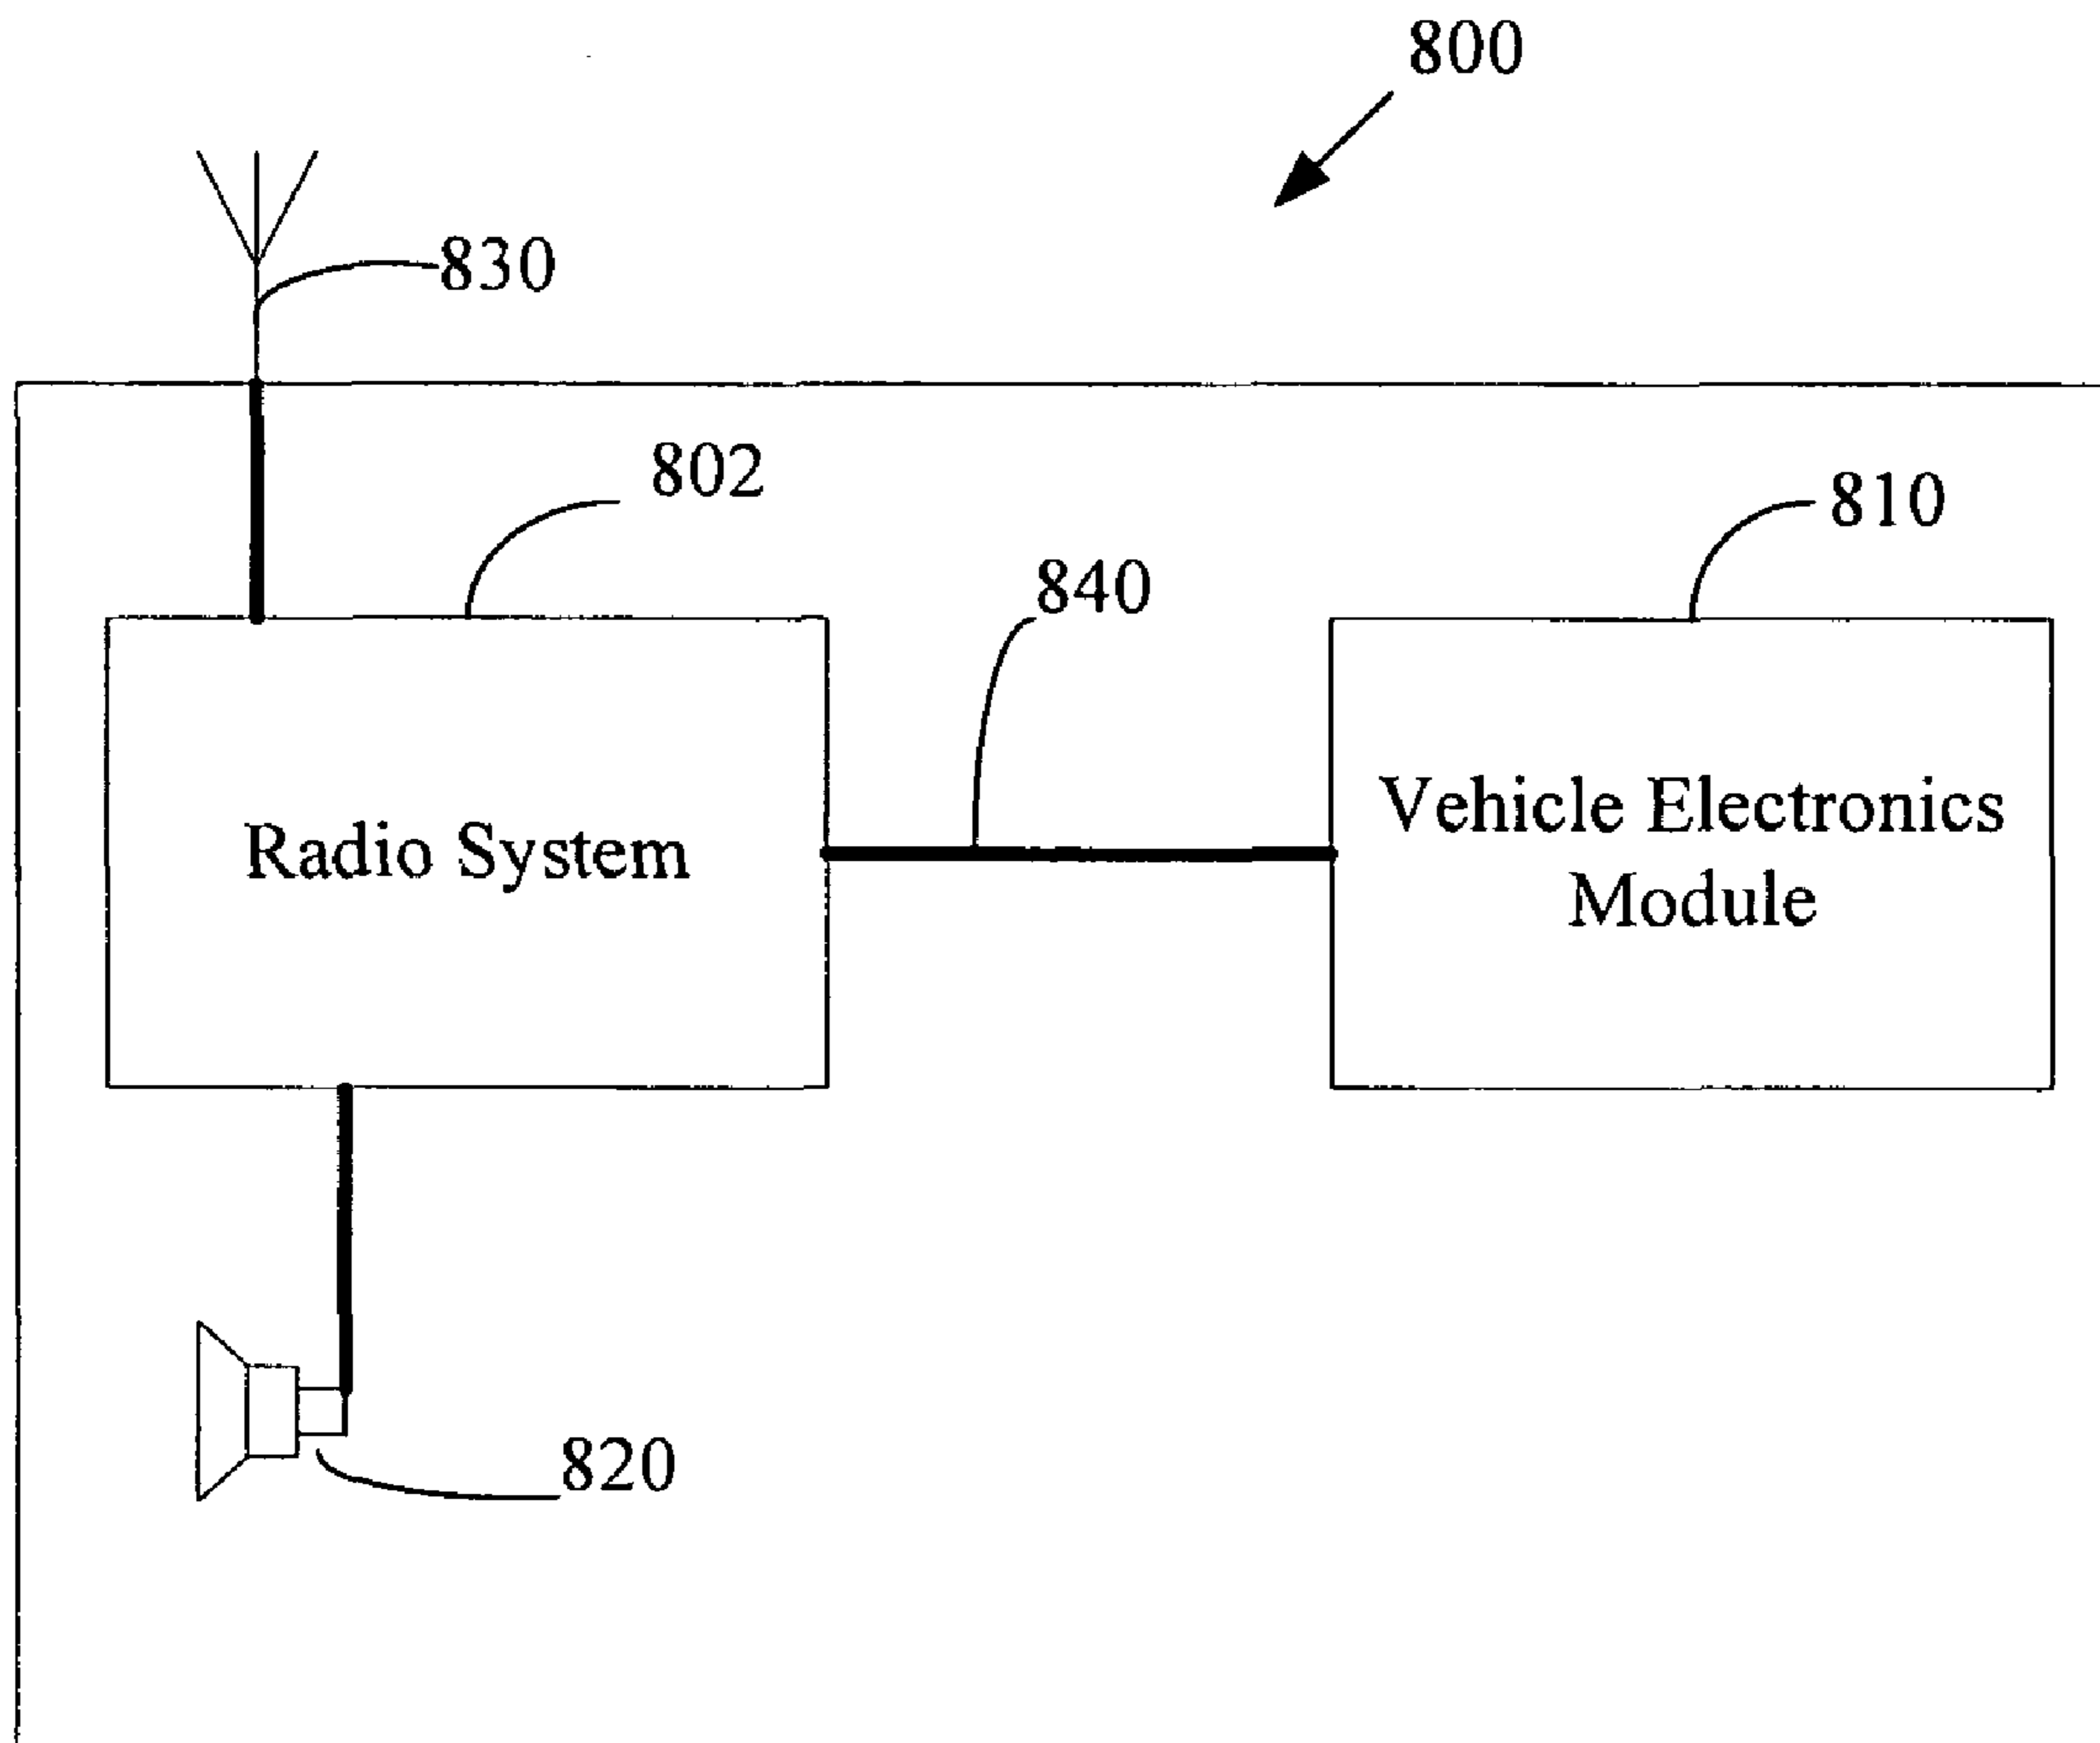 800
830
802
810
840
Radio System
Vehicle Electronics
Module
820